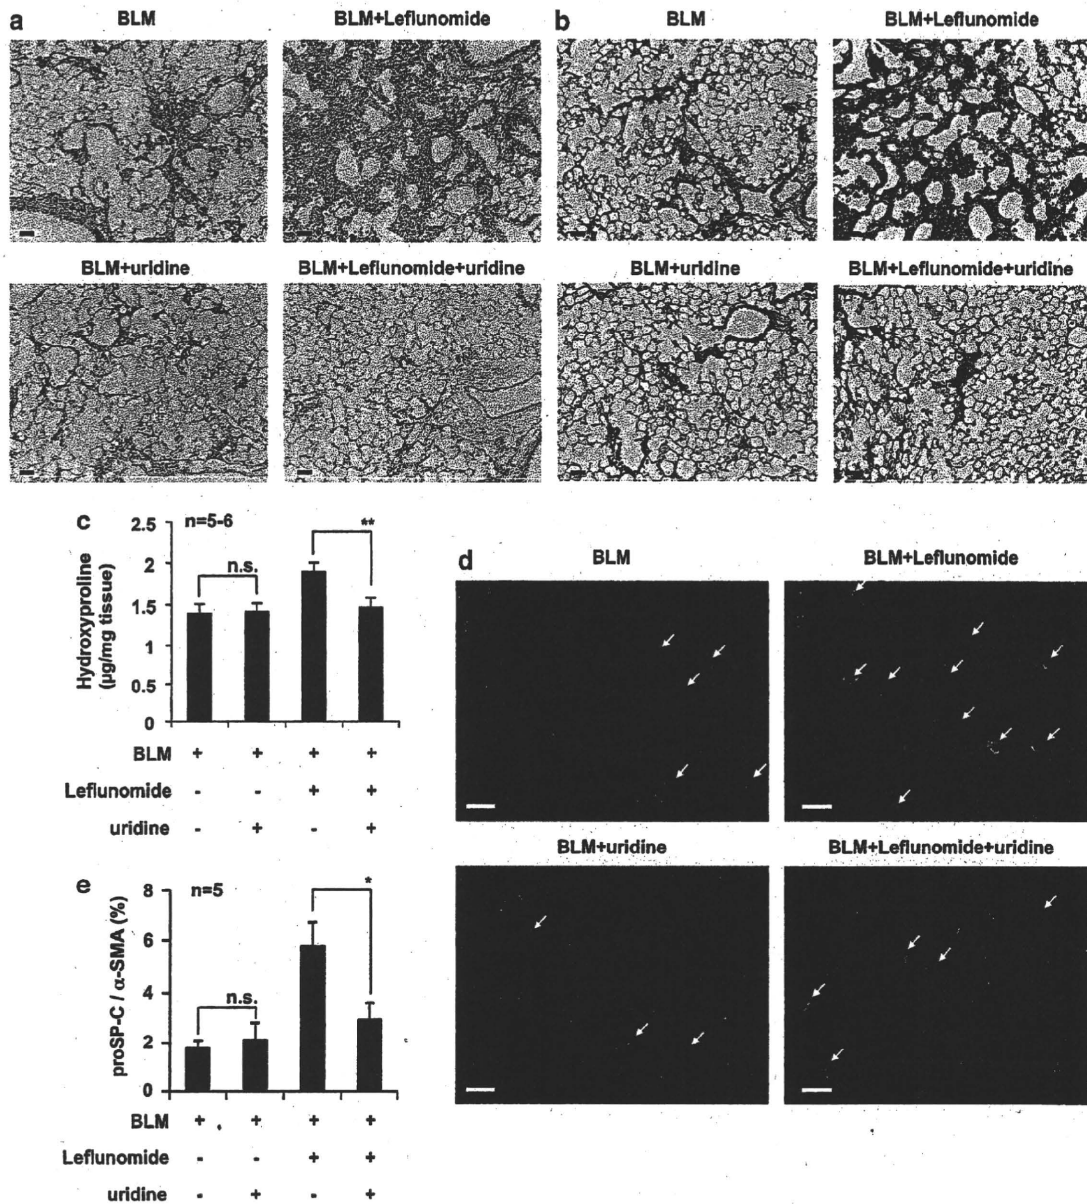 a
BLM
BLM+Leflunomide
b
BLM
BLM+Leflunomide
BLM+uridine
BLM+Leflunomide+uridine
BLM+uridine
BLM+Leflunomide+uridine
c
n=5-6
Hydroxyproline
(µg/mg tissue)
2.5
2
1.5
1
0.5
0
n.s.
**
BLM + + + +
Leflunomide - - + +
uridine - + - +
d
BLM
BLM+Leflunomide
BLM+uridine
BLM+Leflunomide+uridine
e
n=5
proSP-C / α-SMA (%)
8
6
4
2
0
n.s.
*
BLM + + + +
Leflunomide - - + +
uridine - + - +